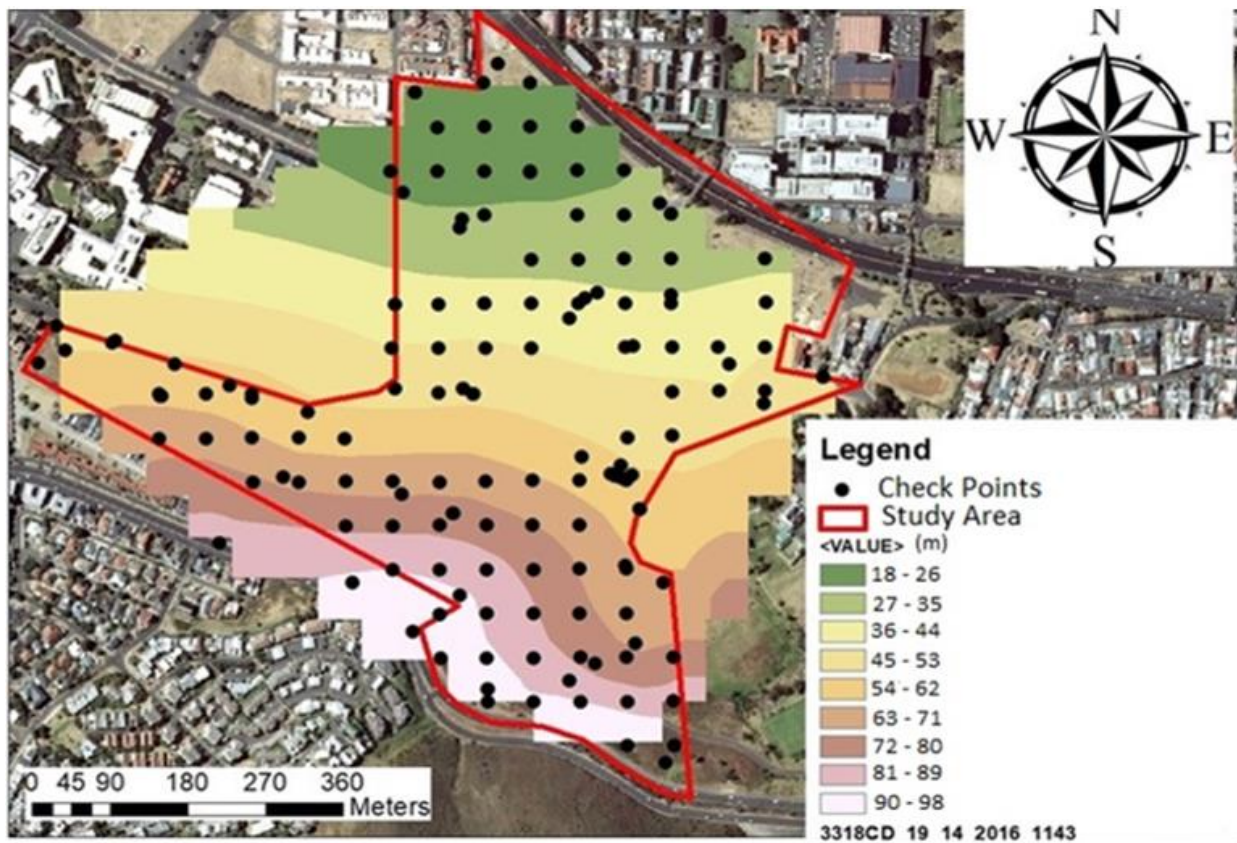 N
W E
S
Legend
Check Points
Study Area
<VALUE> (m)
18 - 26
27 - 35
36 - 44
45 - 53
54 - 62
63 - 71
72 - 80
81 - 89
90 - 98
0 45 90 180 270 360
Meters
3318CD 19 14 2016 1143